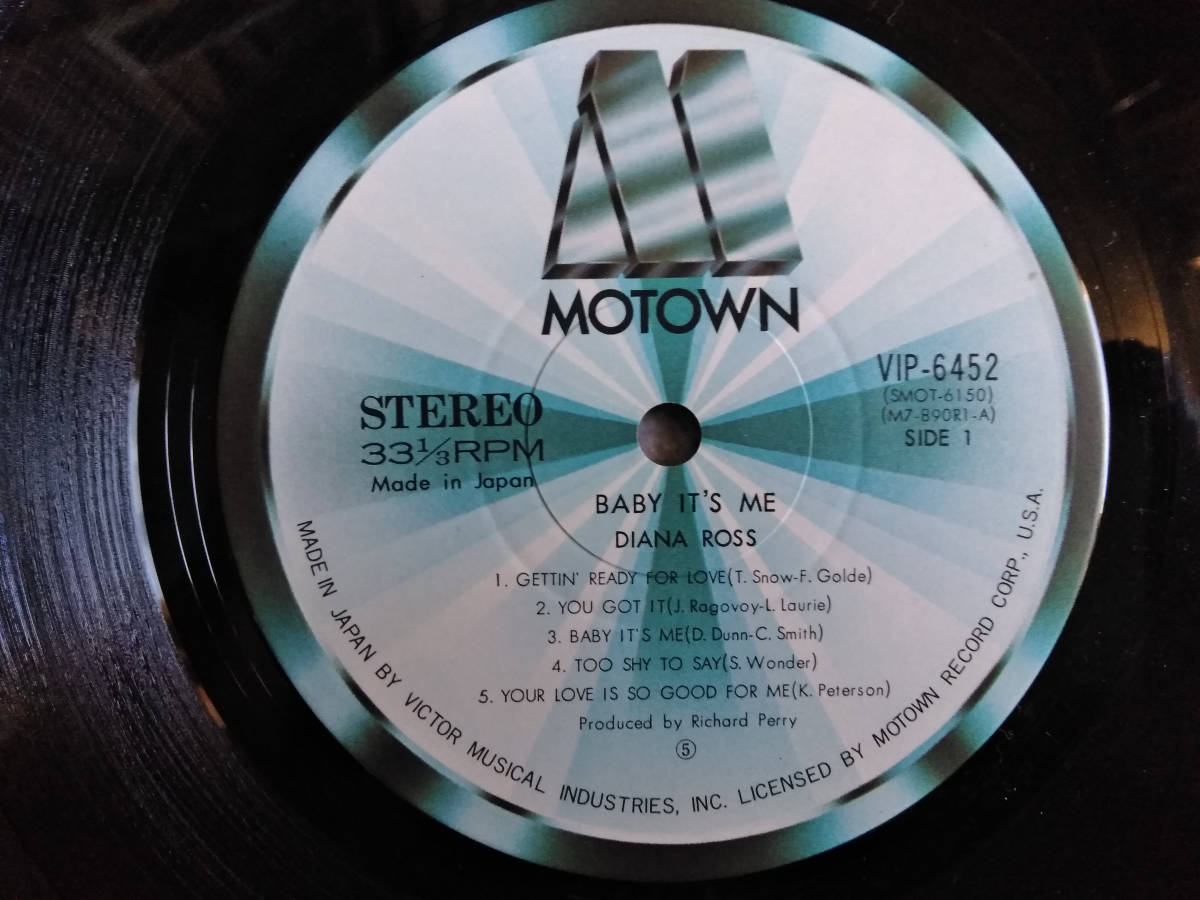 MOTOWN
VIP-6452
(SMOT-6150)
(M7-890R1-A)
SIDE 1
STEREO
33⅓RPM
Made in Japan
BABY IT'S ME
DIANA ROSS
1. GETTIN' READY FOR LOVE(T. Snow-F. Golde)
2. YOU GOT IT(J. Ragovoy-L. Laurie)
3. BABY IT'S ME(D. Dunn-C. Smith)
4. TOO SHY TO SAY(S. Wonder)
5. YOUR LOVE IS SO GOOD FOR ME(K. Peterson)
Produced by Richard Perry
⑤
MADE IN JAPAN BY VICTOR MUSICAL INDUSTRIES, INC. LICENSED BY MOTOWN RECORD CORP., U.S.A.